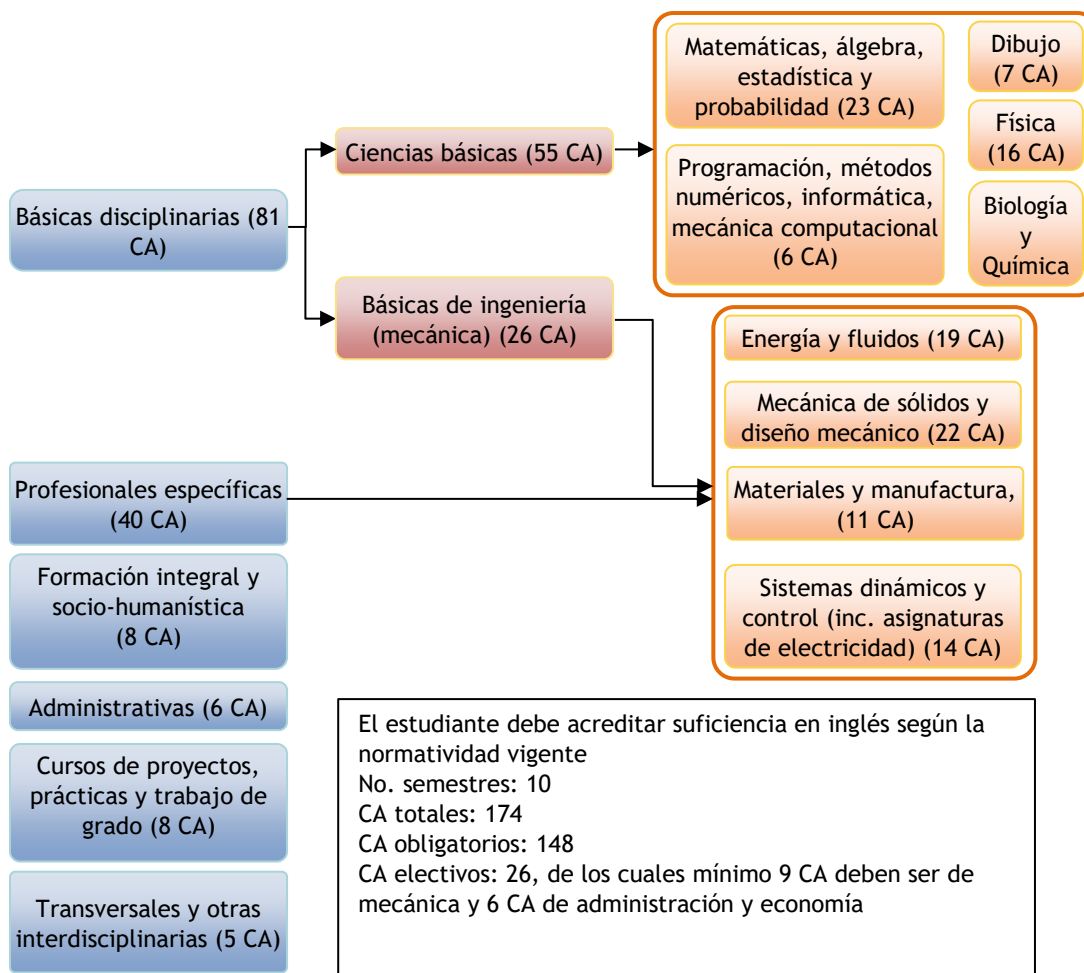 Matemáticas, álgebra,
estadística y
probabilidad (23 CA)
Dibujo
(7 CA)
Ciencias básicas (55 CA)
Física
(16 CA)
Programación, métodos
numéricos, informática,
mecánica computacional
(6 CA)
Biología
y
Química
Básicas disciplinarias (81
CA)
Básicas de ingeniería
(mecánica) (26 CA)
Energía y fluidos (19 CA)
Mecánica de sólidos y
diseño mecánico (22 CA)
Profesionales específicas
(40 CA)
Materiales y manufactura,
(11 CA)
Formación integral y
socio-humanística
(8 CA)
Sistemas dinámicos y
control (inc. asignaturas
de electricidad) (14 CA)
Administrativas (6 CA)
Cursos de proyectos,
prácticas y trabajo de
grado (8 CA)
Transversales y otras
interdisciplinarias (5 CA)
El estudiante debe acreditar suficiencia en inglés según la
normatividad vigente
No. semestres: 10
CA totales: 174
CA obligatorios: 148
CA electivos: 26, de los cuales mínimo 9 CA deben ser de
mecánica y 6 CA de administración y economía